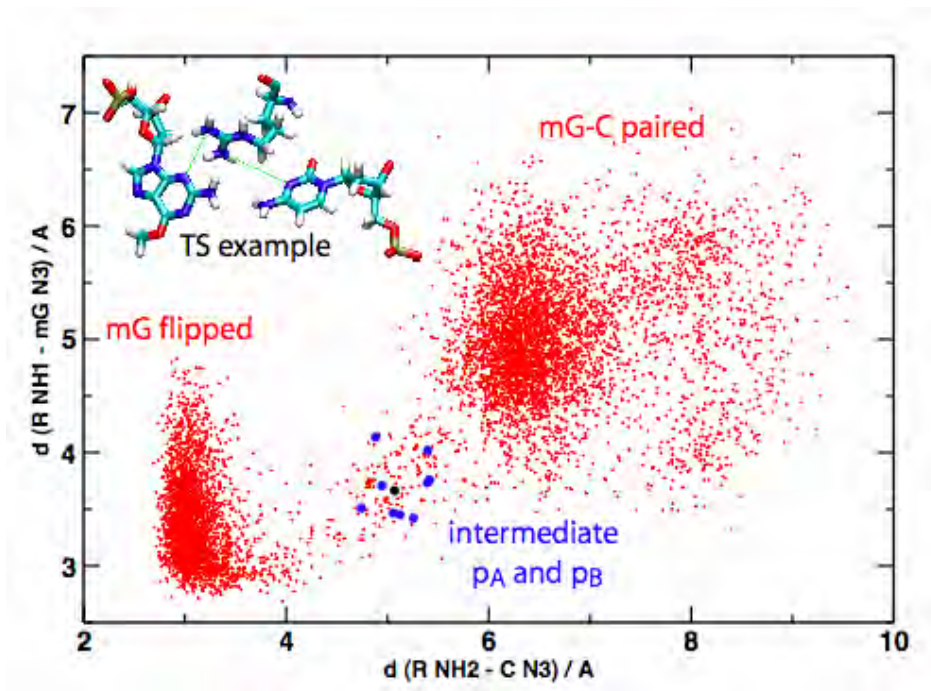 7
6
5
4
3
d (R NH1 - mG N3) / A
mG-C paired
TS example
mG flipped
intermediate
pA and pB
2 4 6 8 10
d (R NH2 - C N3) / A